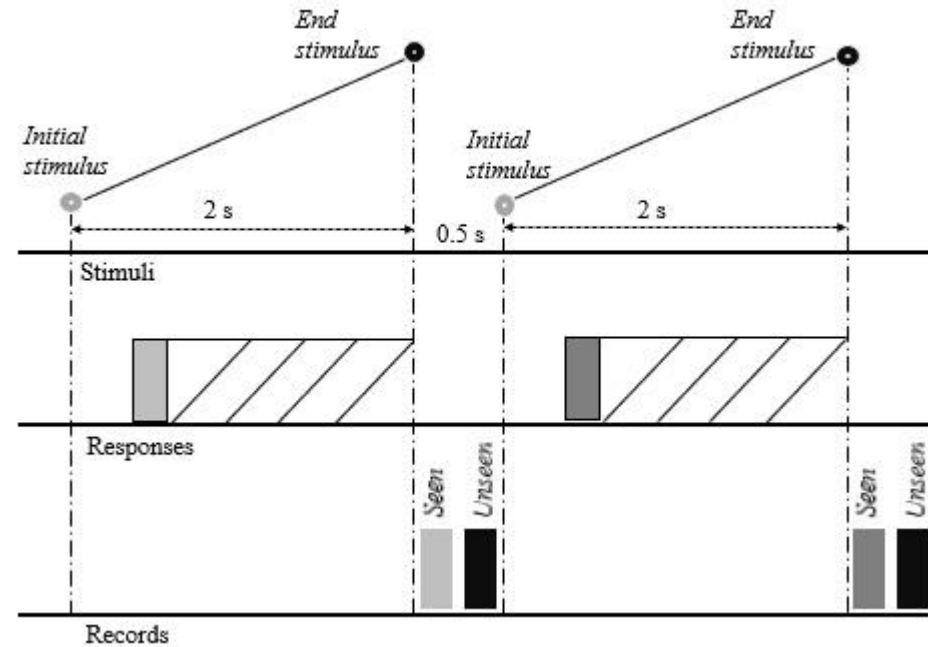 End
stimulus
End
stimulus
Initial
stimulus
Initial
stimulus
2 s
0.5 s
2 s
Stimuli
Responses
Seen
Unseen
Seen
Unseen
Records